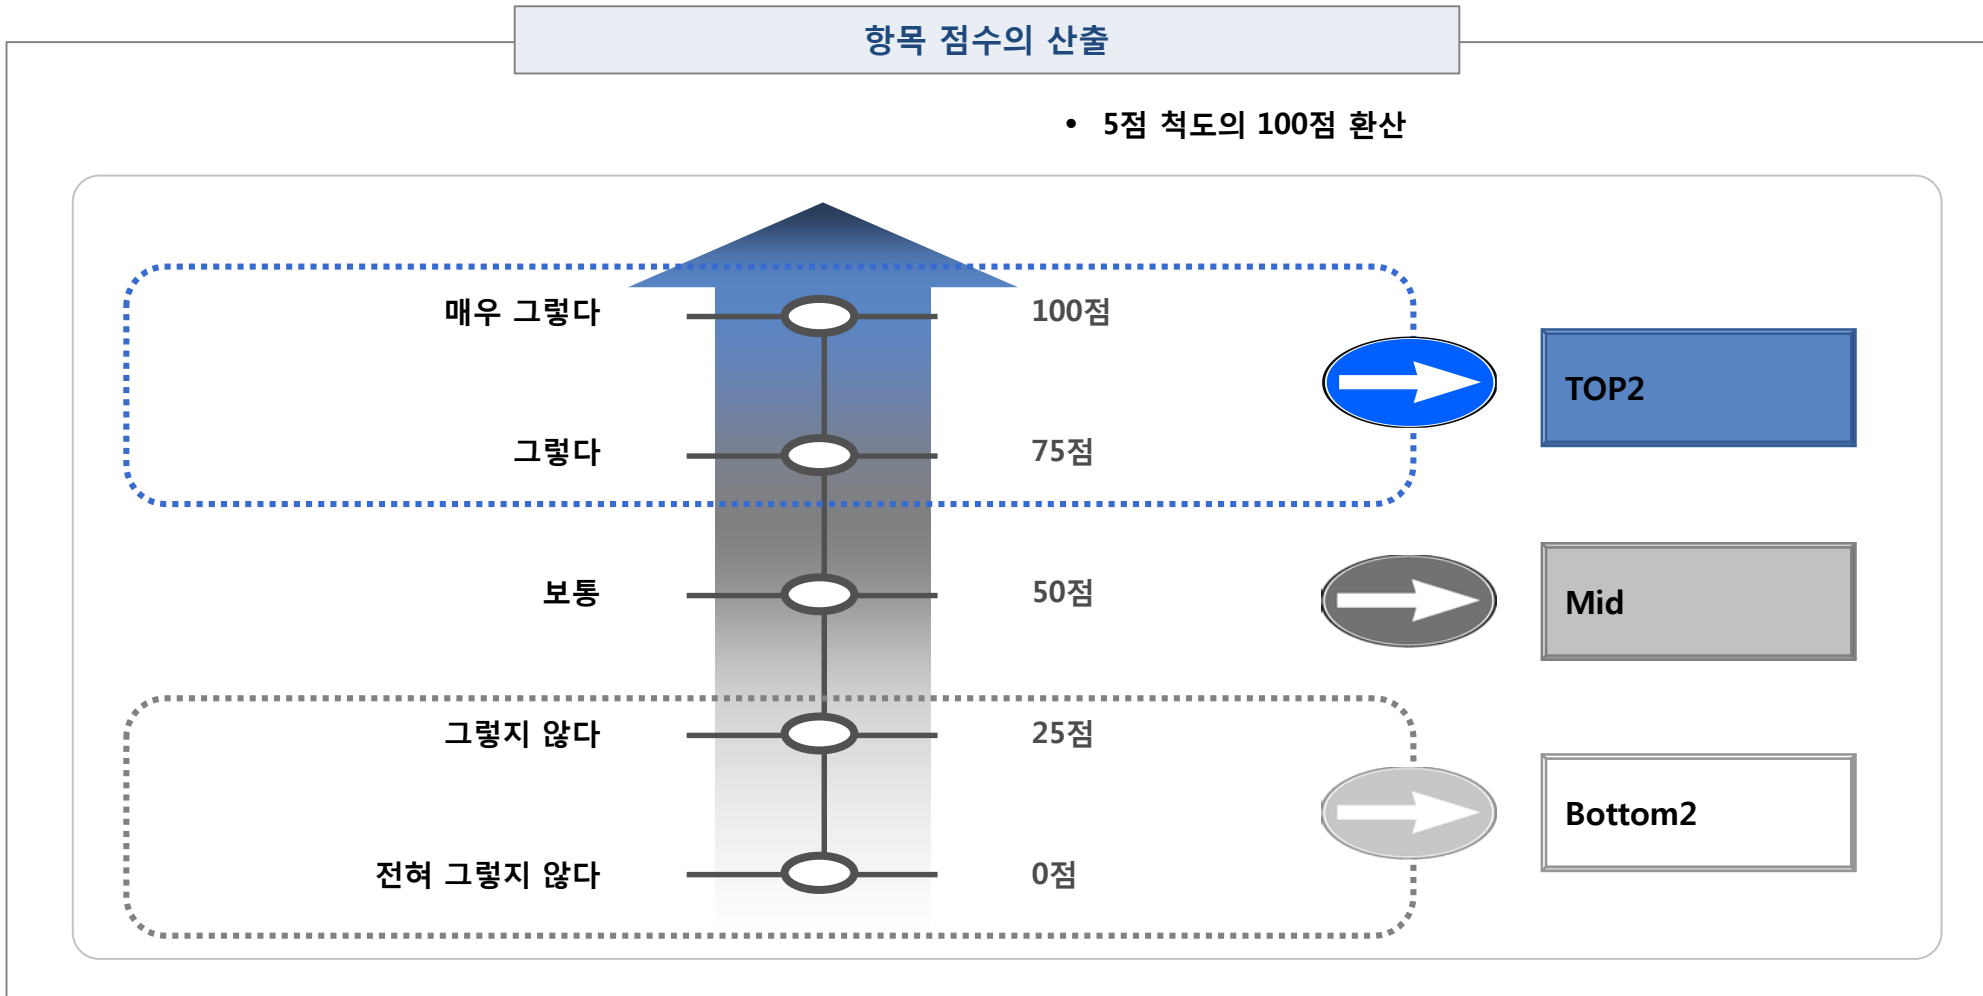 항목 점수의 산출
• 5점 척도의 100점 환산
매우 그렇다 100점
그렇다 75점
TOP2
보통 50점
Mid
그렇지 않다 25점
Bottom2
전혀 그렇지 않다 0점